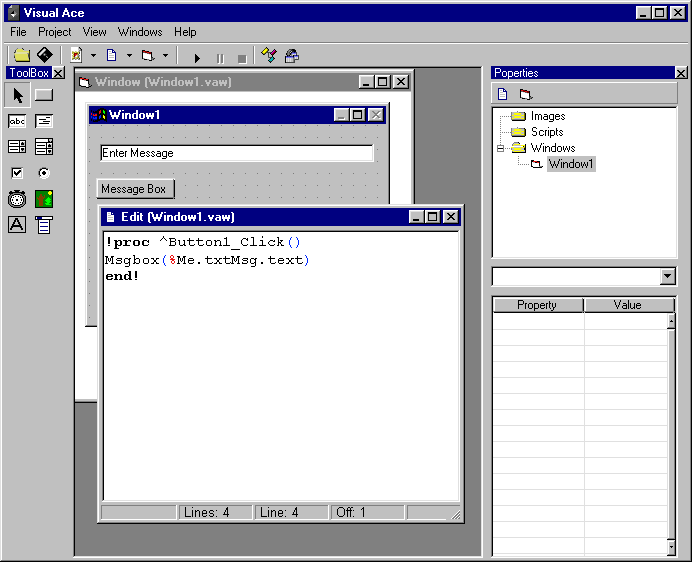 Visual Ace
File Project View Windows Help
ToolBox
abc
A
Window (Window1.vaw)
Window1
Enter Message
Message Box
Edit (Window1.vaw)
!proc ^Button1_Click()
Msgbox(%Me.txtMsg.text)
end!
Lines: 4 Line: 4 Off: 1
Poperties
Images
Scripts
Windows
Window1
Property Value